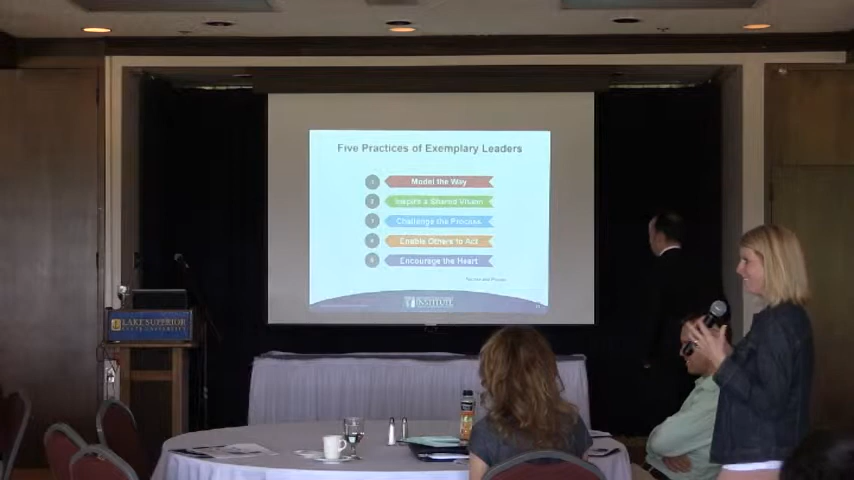 Five Practices of Exemplary Leaders
1
Model the Way
2
Inspire a Shared Vision
3
Challenge the Process
4
Enable Others to Act
5
Encourage the Heart
INSTITUTE
LAKE SUPERIOR
STATE UNIVERSITY